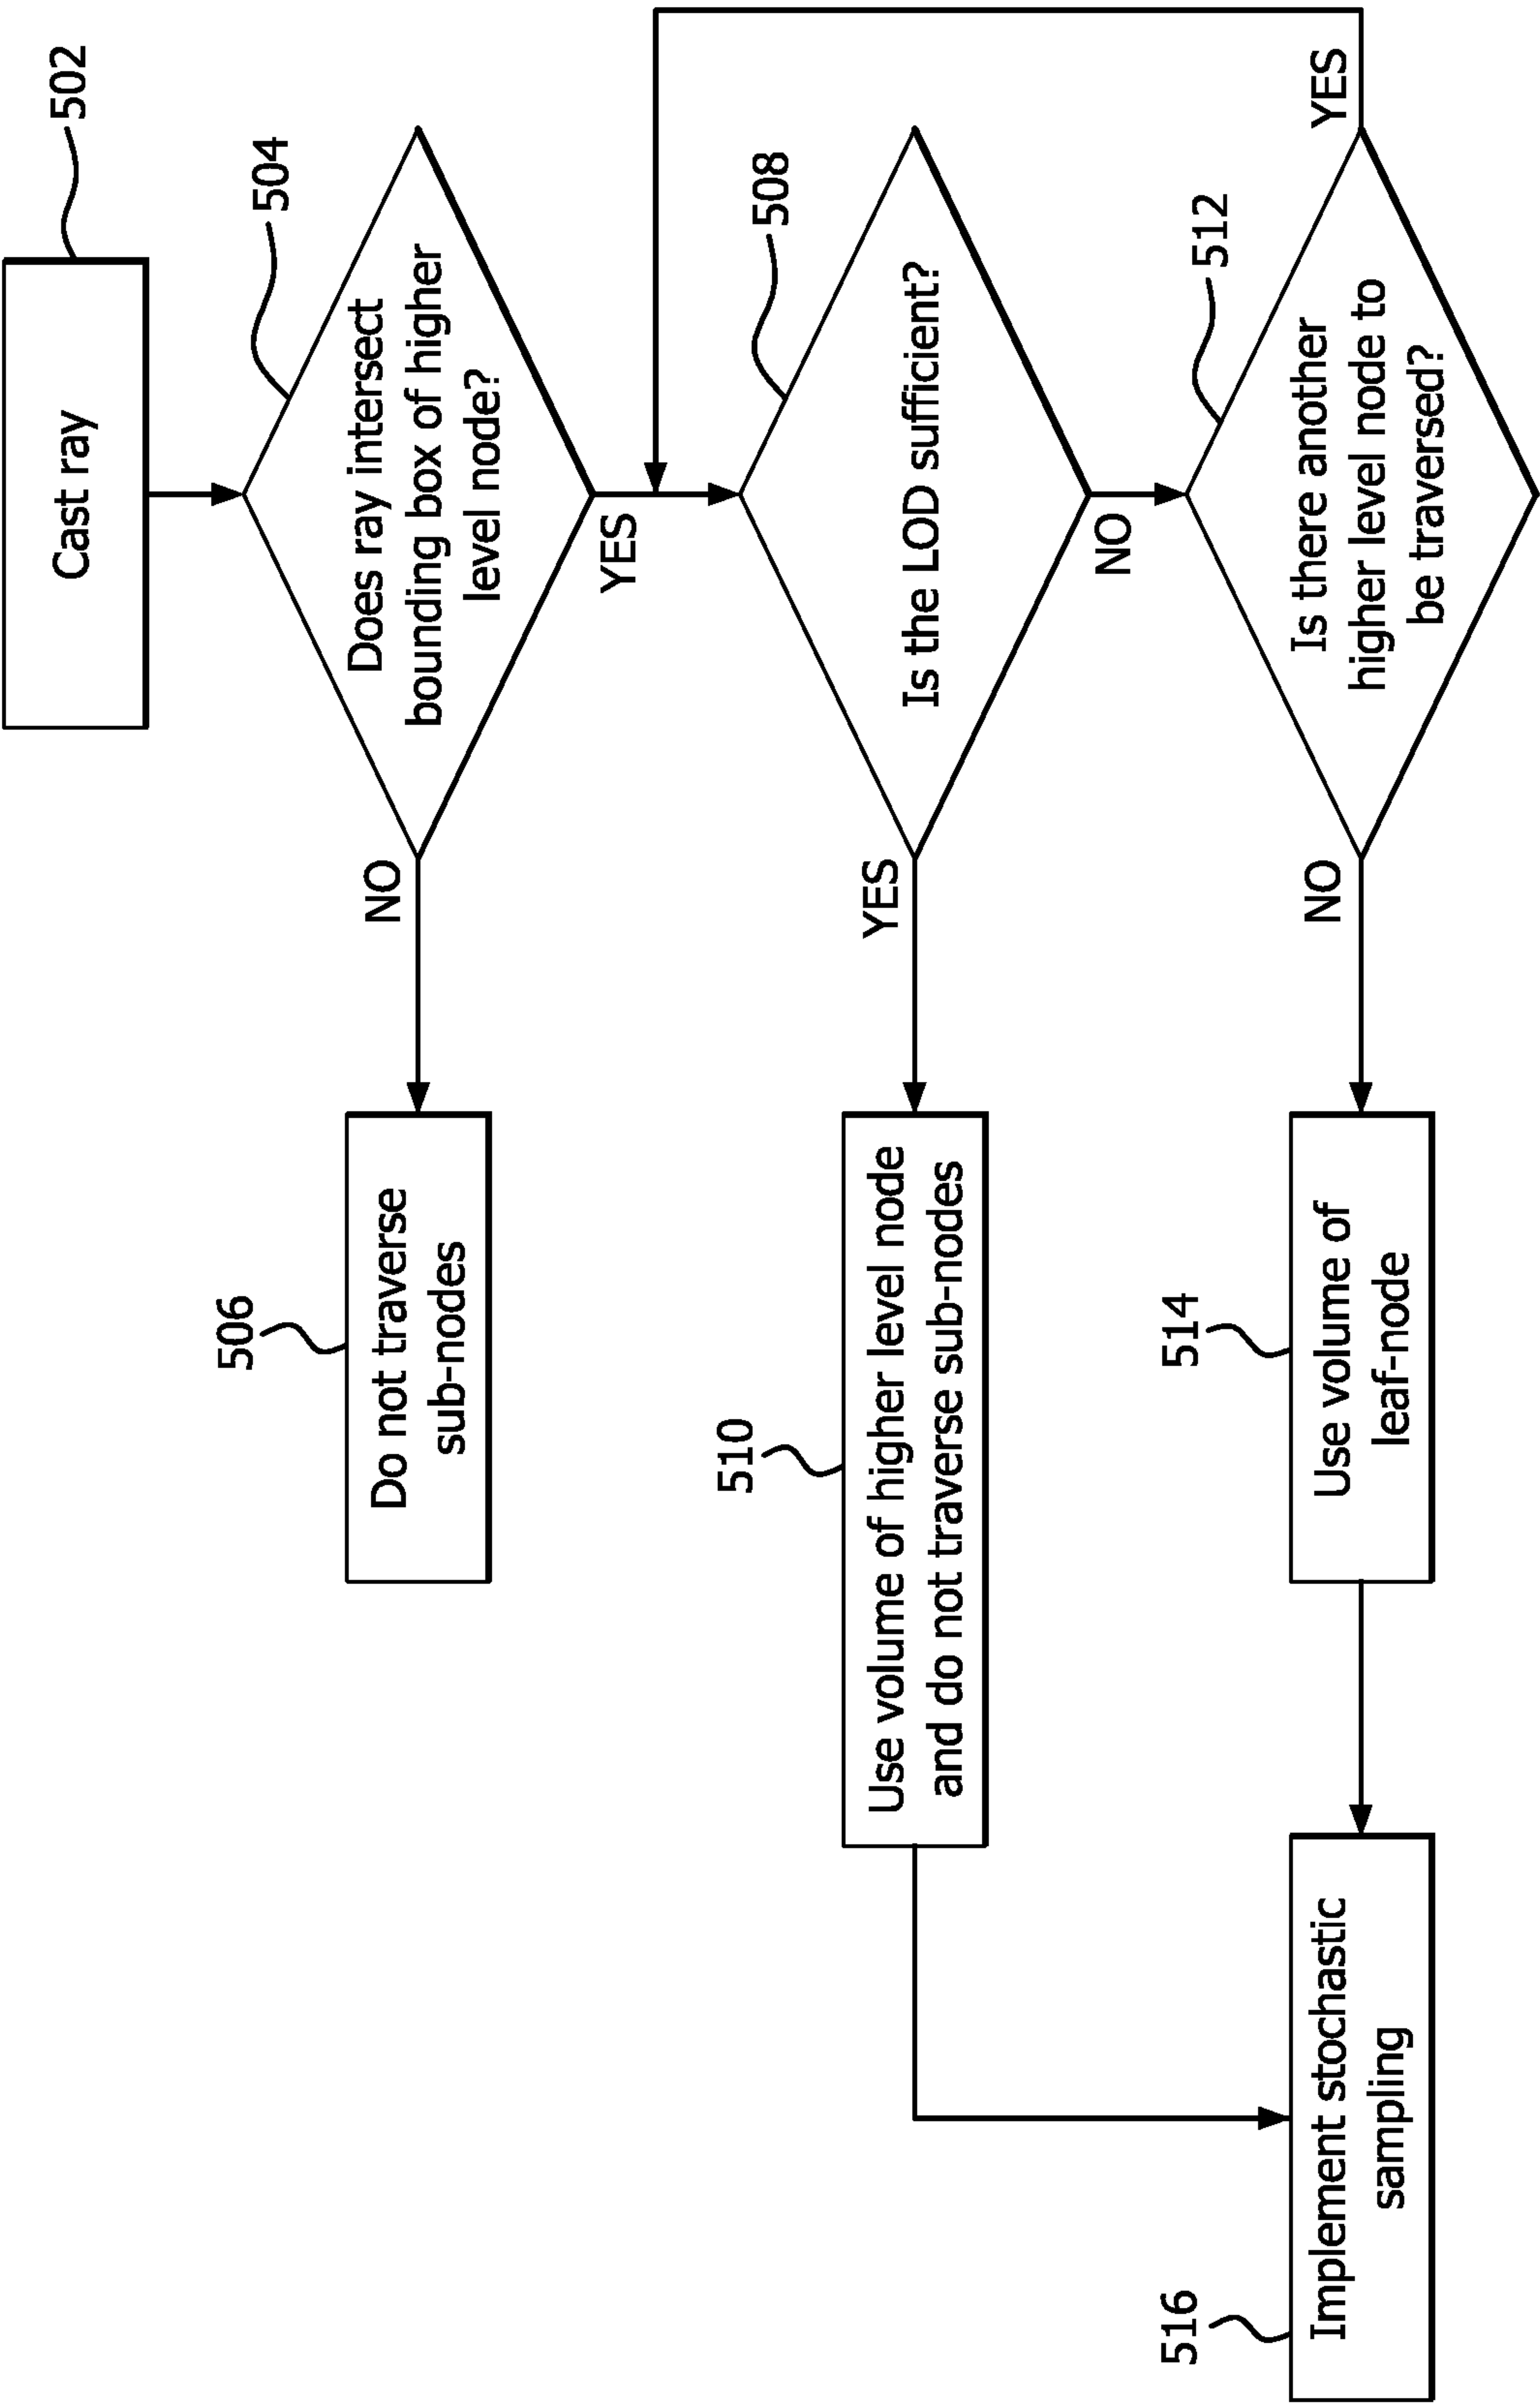 502
Cast ray
504
Does ray intersect
bounding box of higher
level node?
NO
YES
506
Do not traverse
sub-nodes
508
Is the LOD sufficient?
YES
NO
510
Use volume of higher level node
and do not traverse sub-nodes
512
Is there another
higher level node to
be traversed?
YES
NO
514
Use volume of
leaf-node
516
Implement stochastic
sampling